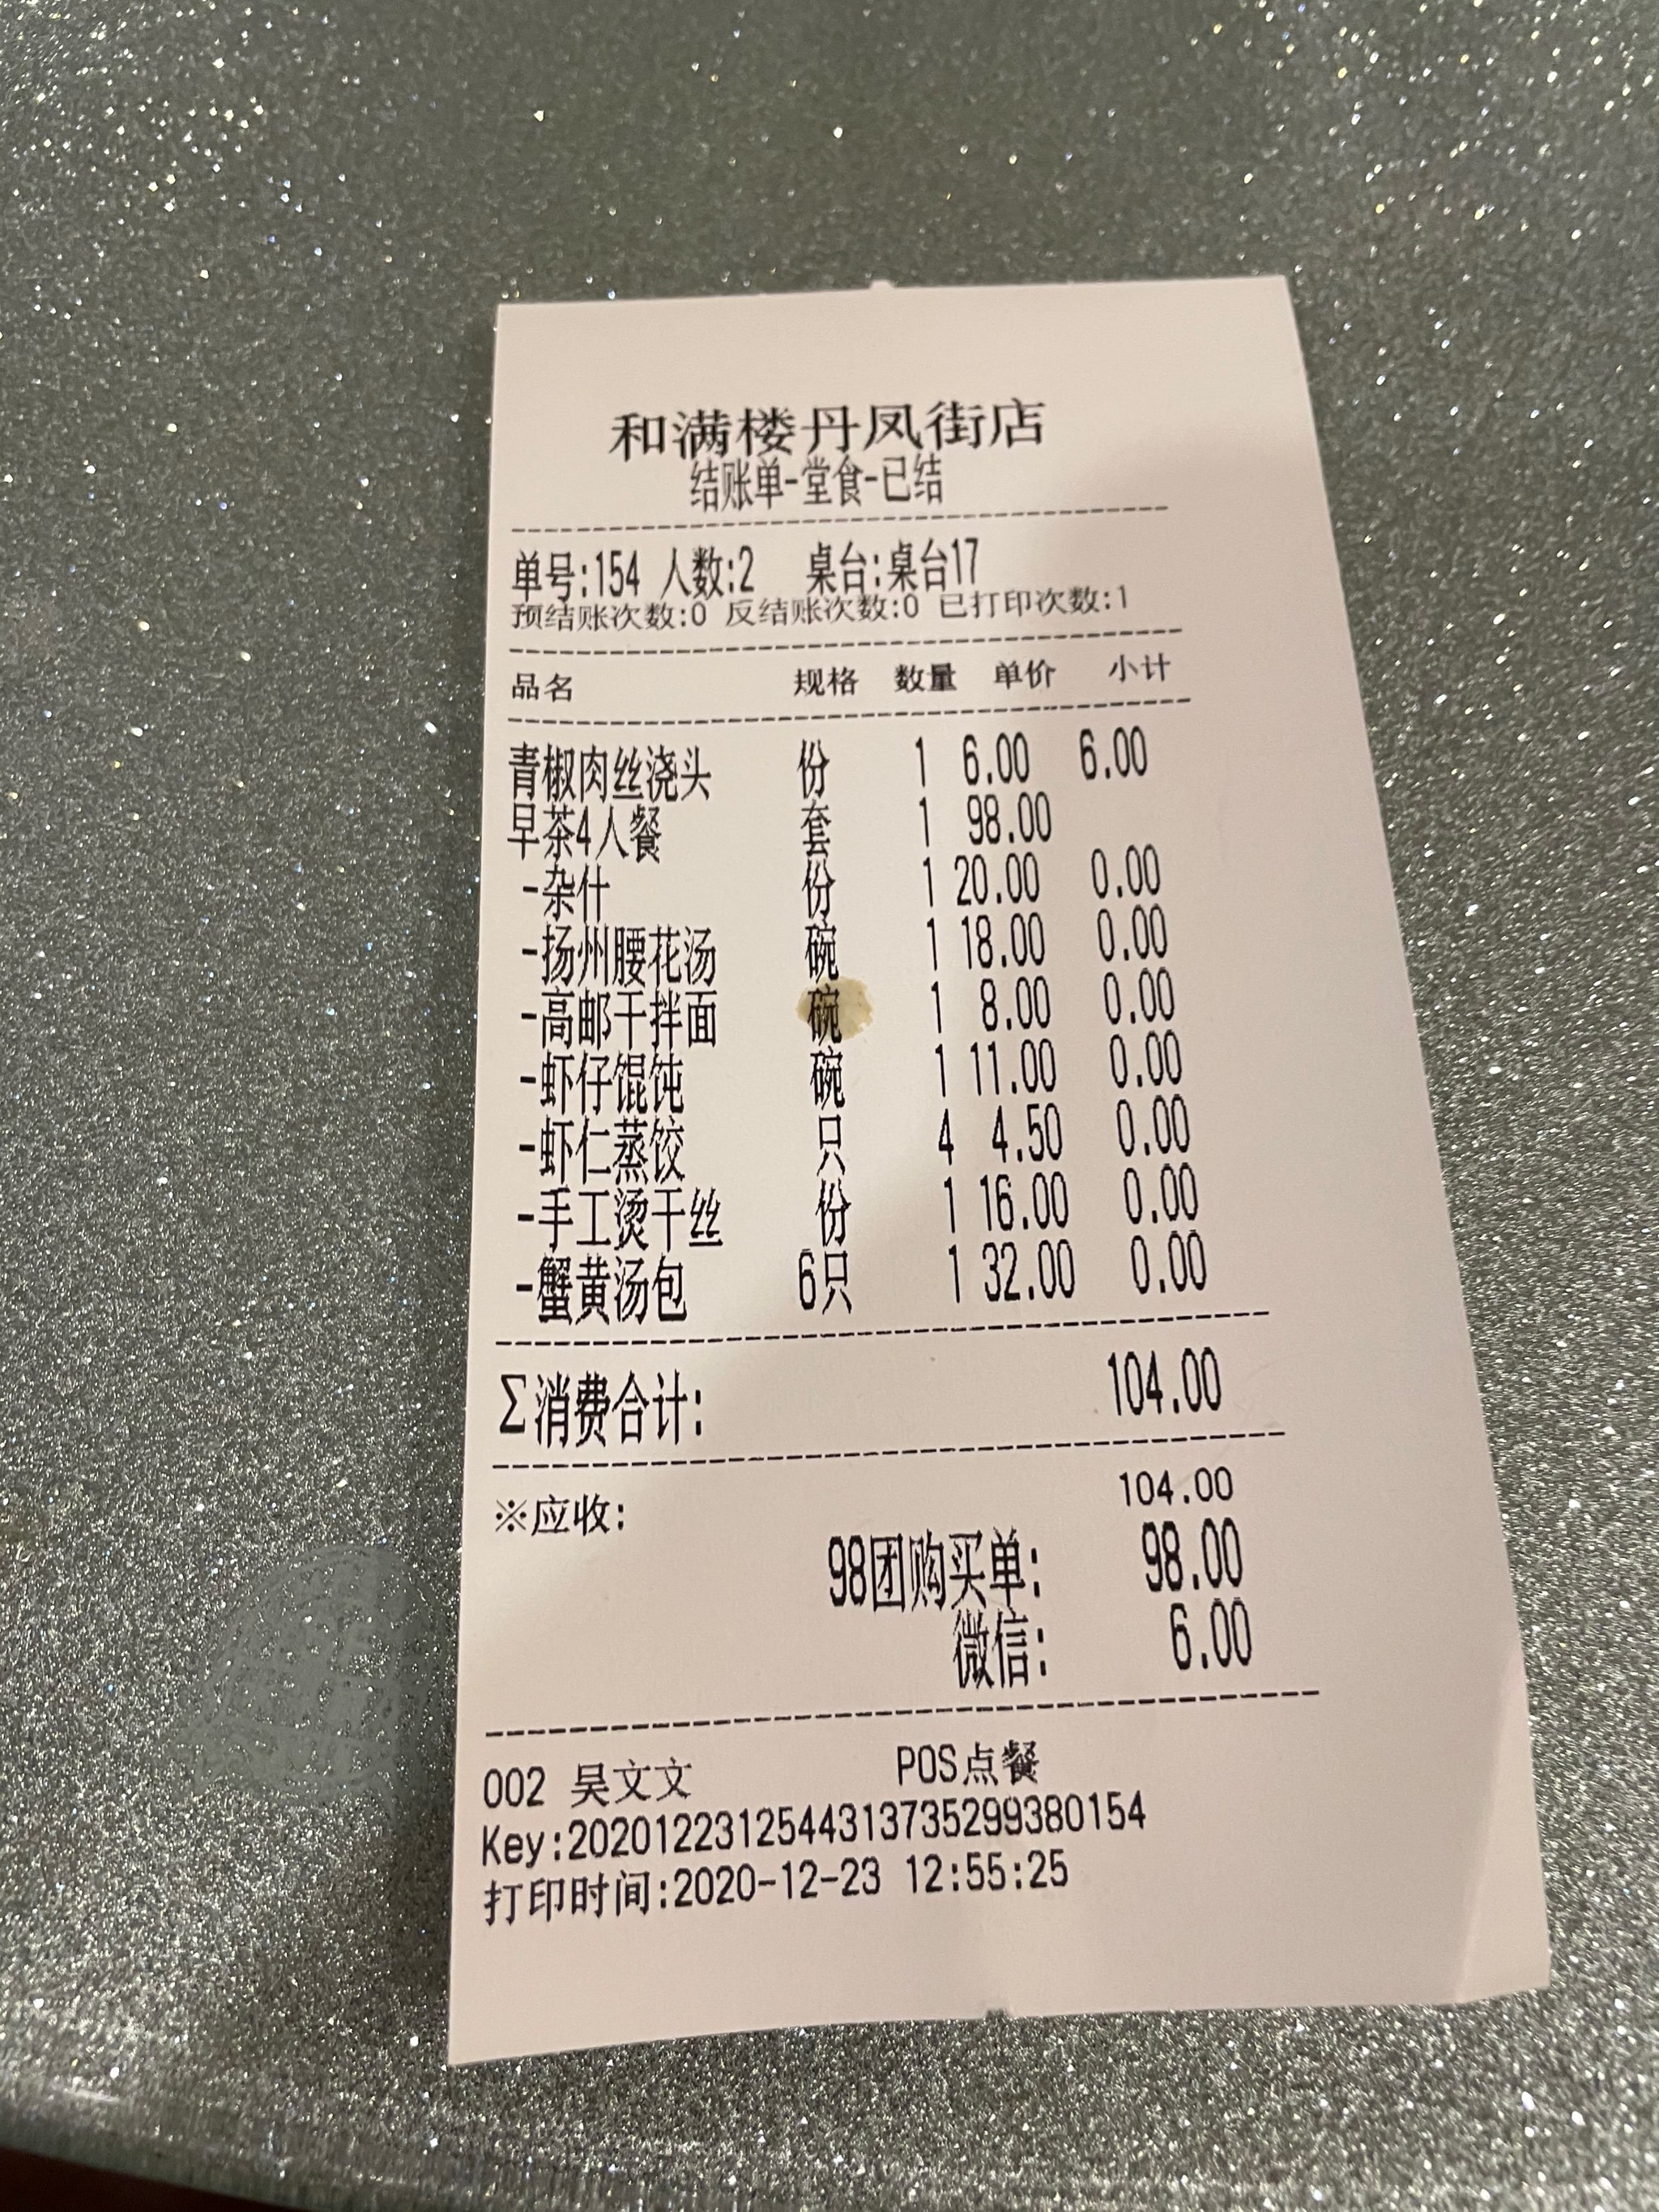 和满楼丹凤街店
结账单-堂食-已结
单号:154 人数:2 桌台:桌台17
预结账次数:0 反结账次数:0 已打印次数:1
品名 规格 数量 单价 小计
青椒肉丝浇头 份 1 6.00 6.00
早茶4人餐 套 1 98.00
-杂什 份 1 20.00 0.00
-扬州腰花汤 碗 1 18.00 0.00
-高邮干拌面 碗 1 8.00 0.00
-虾仔馄饨 碗 1 11.00 0.00
-虾仁蒸饺 只 4 4.50 0.00
-手工烫干丝 份 1 16.00 0.00
-蟹黄汤包 6只 1 32.00 0.00
Σ消费合计: 104.00
※应收: 104.00
98团购买单: 98.00
微信: 6.00
002 吴文文 POS点餐
Key:20201223125443137352993​80154
打印时间:2020-12-23 12:55:25